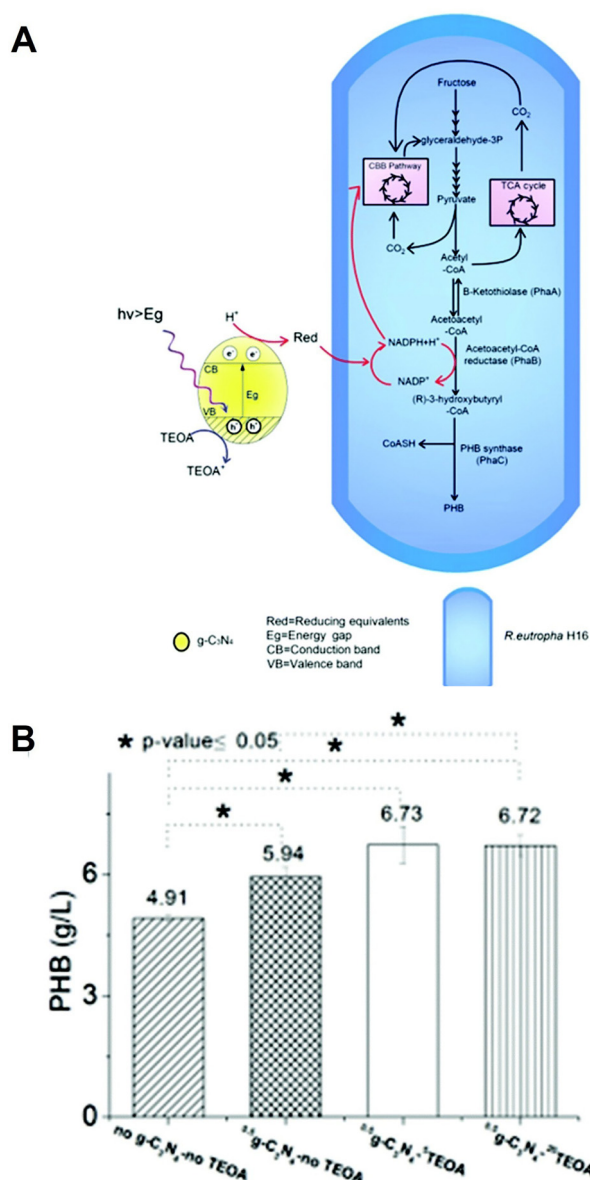 A
Fructose
CO₂
glyceraldehyde-3P
CBB Pathway
TCA cycle
Pyruvate
CO₂
Acetyl
-CoA
B-Ketothiolase (PhaA)
Acetoacetyl
-CoA
hv>Eg
H⁺
Red
NADPH+H⁺
Acetoacetyl-CoA
reductase (PhaB)
e⁻ e⁻
CB
Eg
NADP⁺
(R)-3-hydroxybutyryl
-CoA
VB
h⁺ h⁺
TEOA
TEOA⁺
CoASH
PHB synthase
(PhaC)
PHB
g-C₃N₄
Red=Reducing equivalents
Eg=Energy gap
CB=Conduction band
VB=Valence band
R.eutropha H16
B
* p-value≤ 0.05
*
*
*
*
6.73
6.72
5.94
4.91
6
3
0
PHB (g/L)
no g-C₃N₄-no TEOA
g-C₃N₄-no TEOA
g-C₃N₄-⁵TEOA
g-C₃N₄-²⁰TEOA